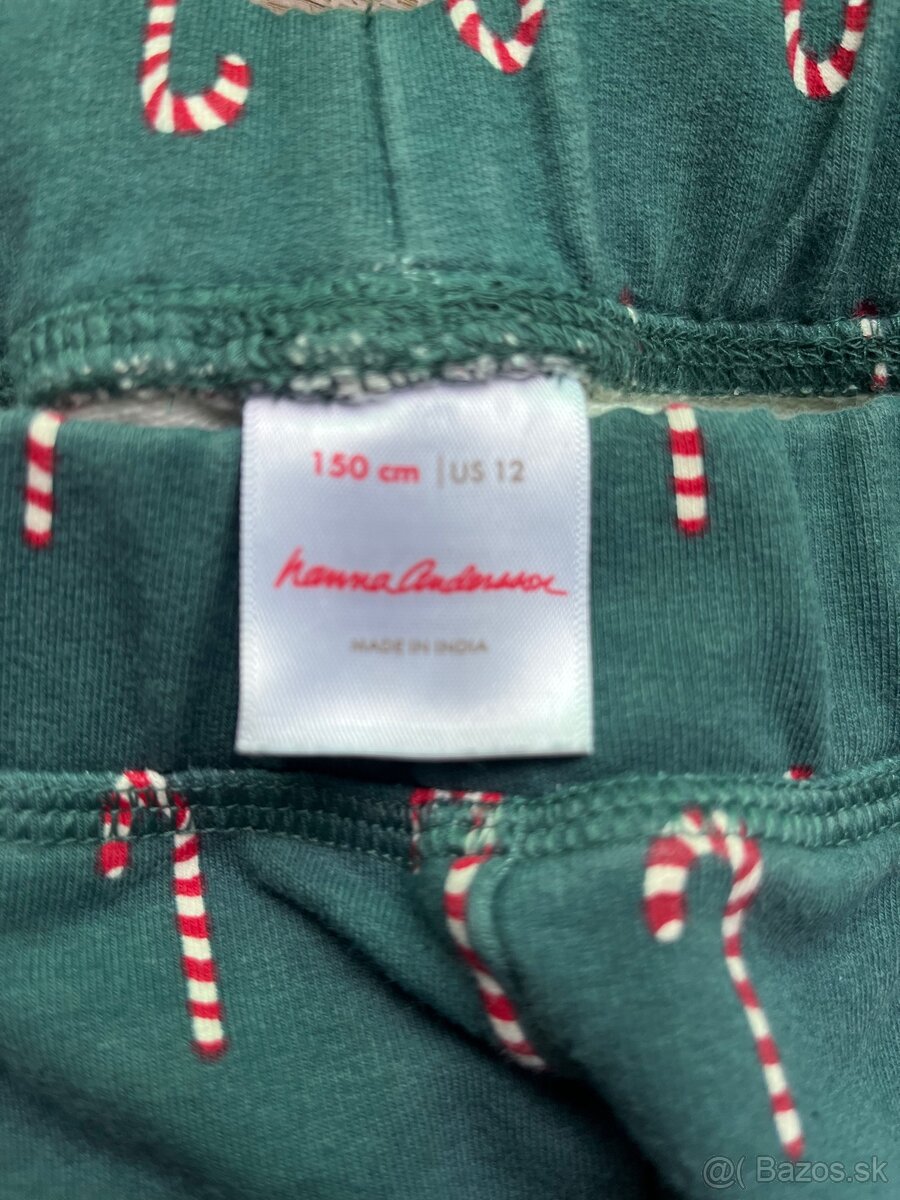 150 cm | US 12
hanna Andersson
MADE IN INDIA
@( Bazos.sk